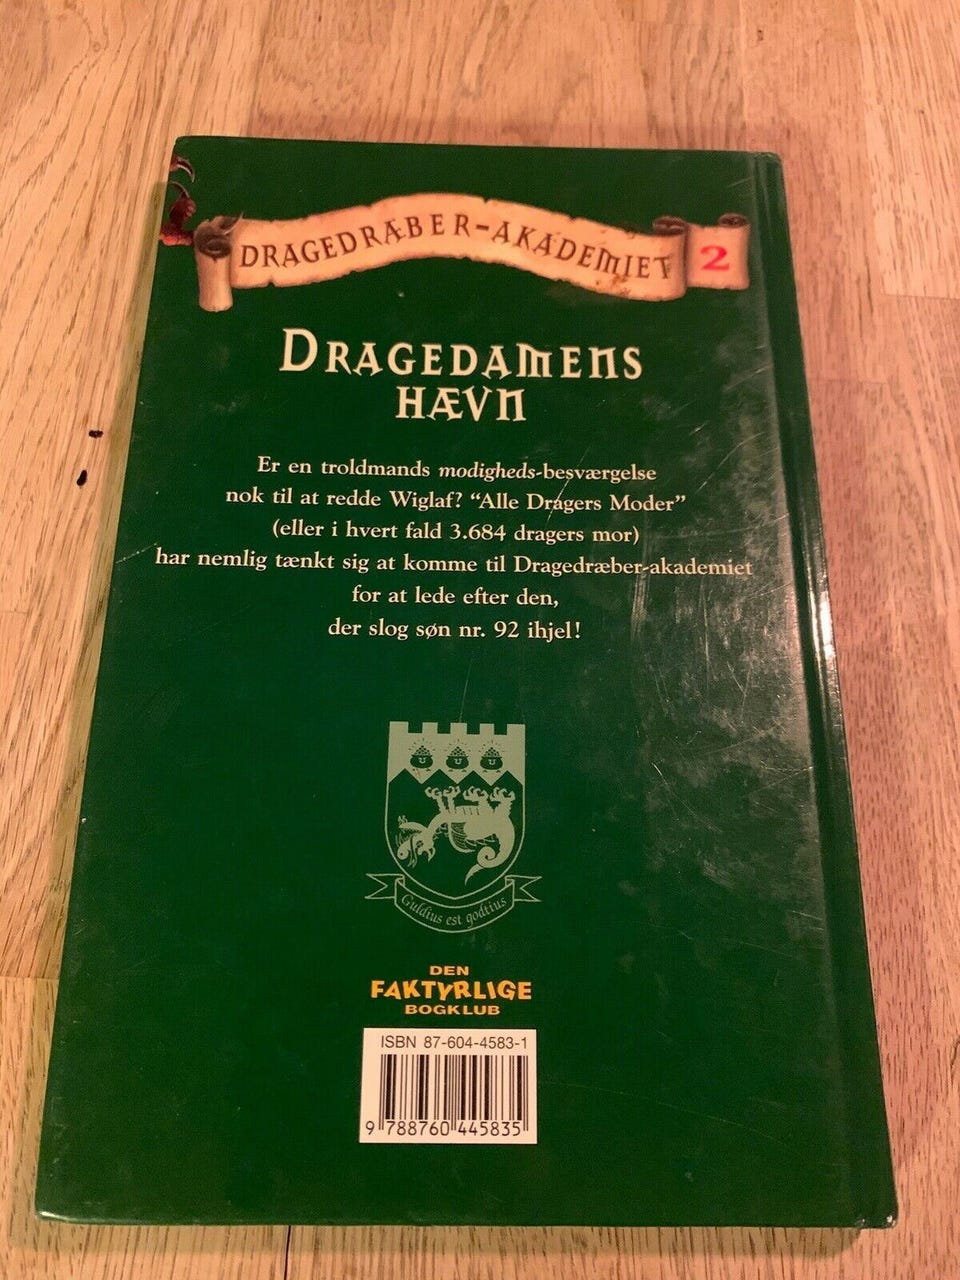 DRAGEDRÆBER-AKADEMIET 2
DRAGEDAMENS
HÆVN
Er en troldmands modigheds-besværgelse
nok til at redde Wiglaf? “Alle Dragers Moder”
(eller i hvert fald 3.684 dragers mor)
har nemlig tænkt sig at komme til Dragedræber-akademiet
for at lede efter den,
der slog søn nr. 92 ihjel!
Guldius est godtius
DEN
FAKTYRLIGE
BOGKLUB
ISBN 87-604-4583-1
9 788760 445835